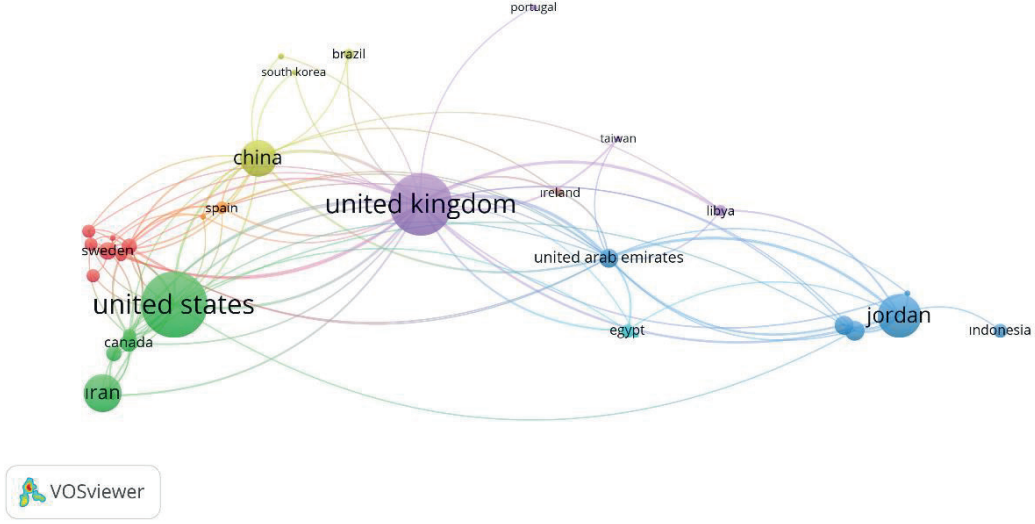 portugal
brazil
south korea
taiwan
china
ireland
spain
united kingdom
libya
sweden
united arab emirates
united states
jordan
egypt
indonesia
canada
iran
VOSviewer